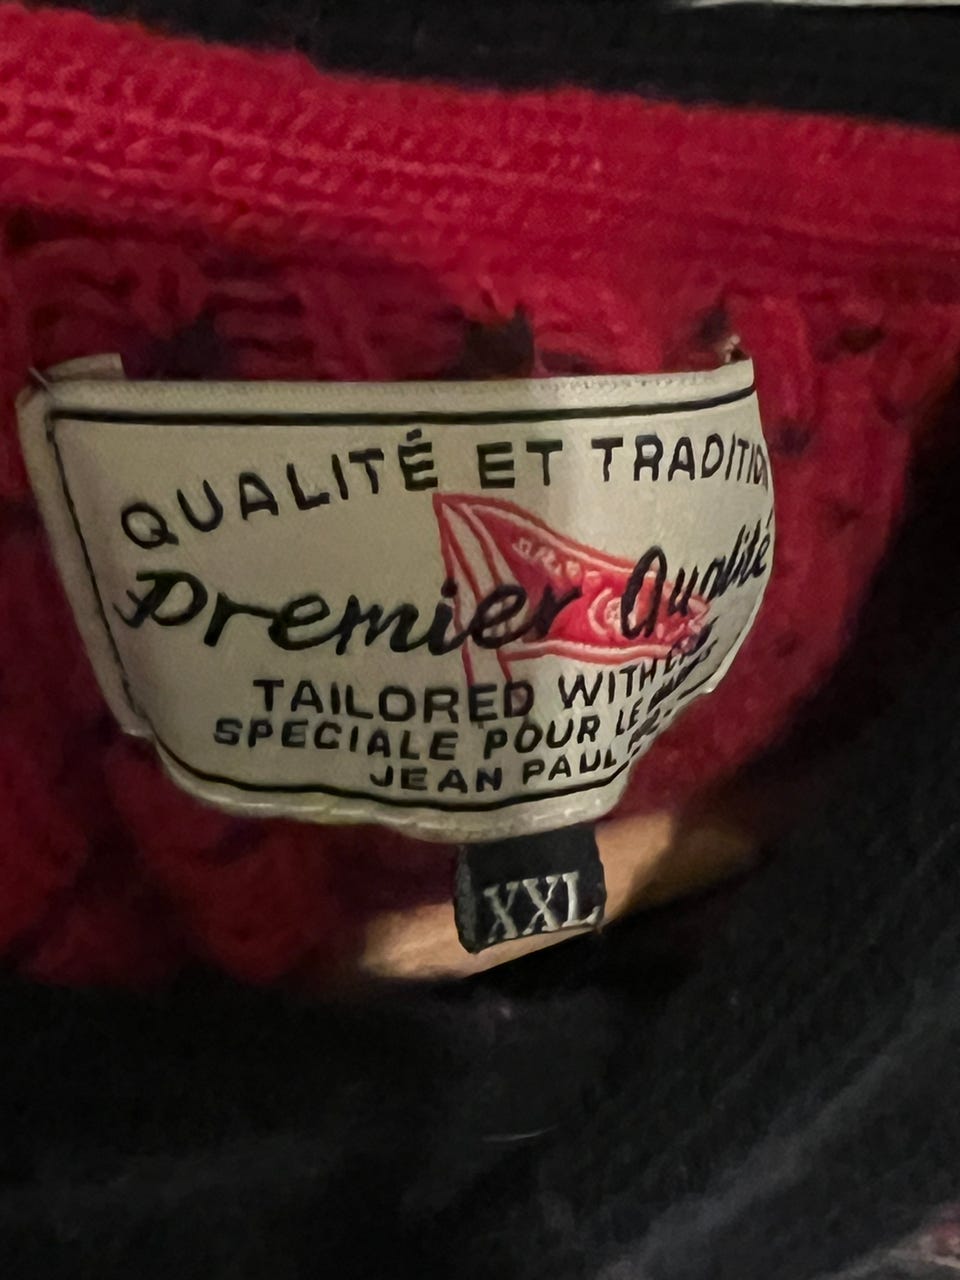 QUALITÉ ET TRADITION
Premier Qualité
TAILORED WITH
SPECIALE POUR LE
JEAN PAUL
XXL